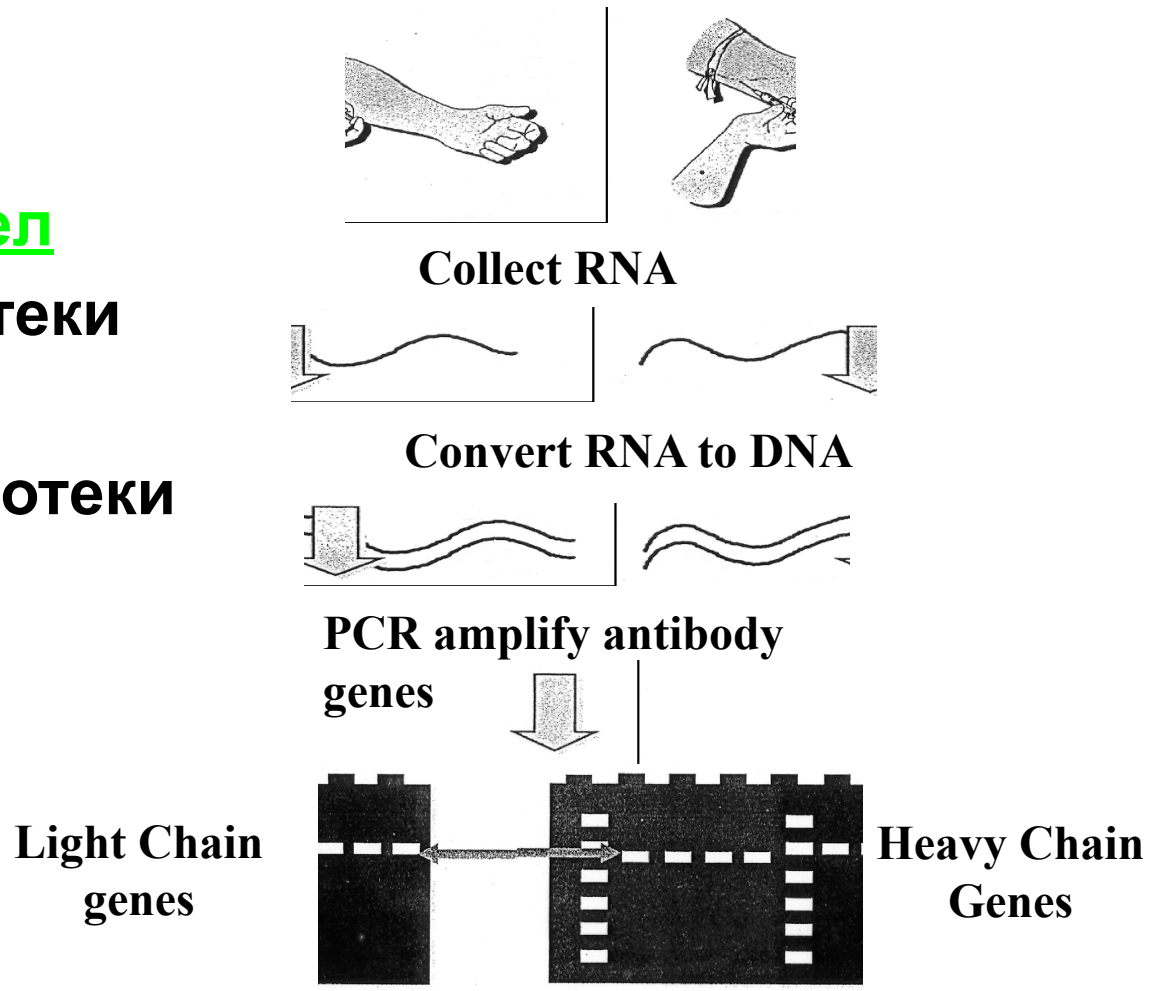 ел
теки
отеки
Collect RNA
Convert RNA to DNA
PCR amplify antibody
genes
Light Chain
genes
Heavy Chain
Genes